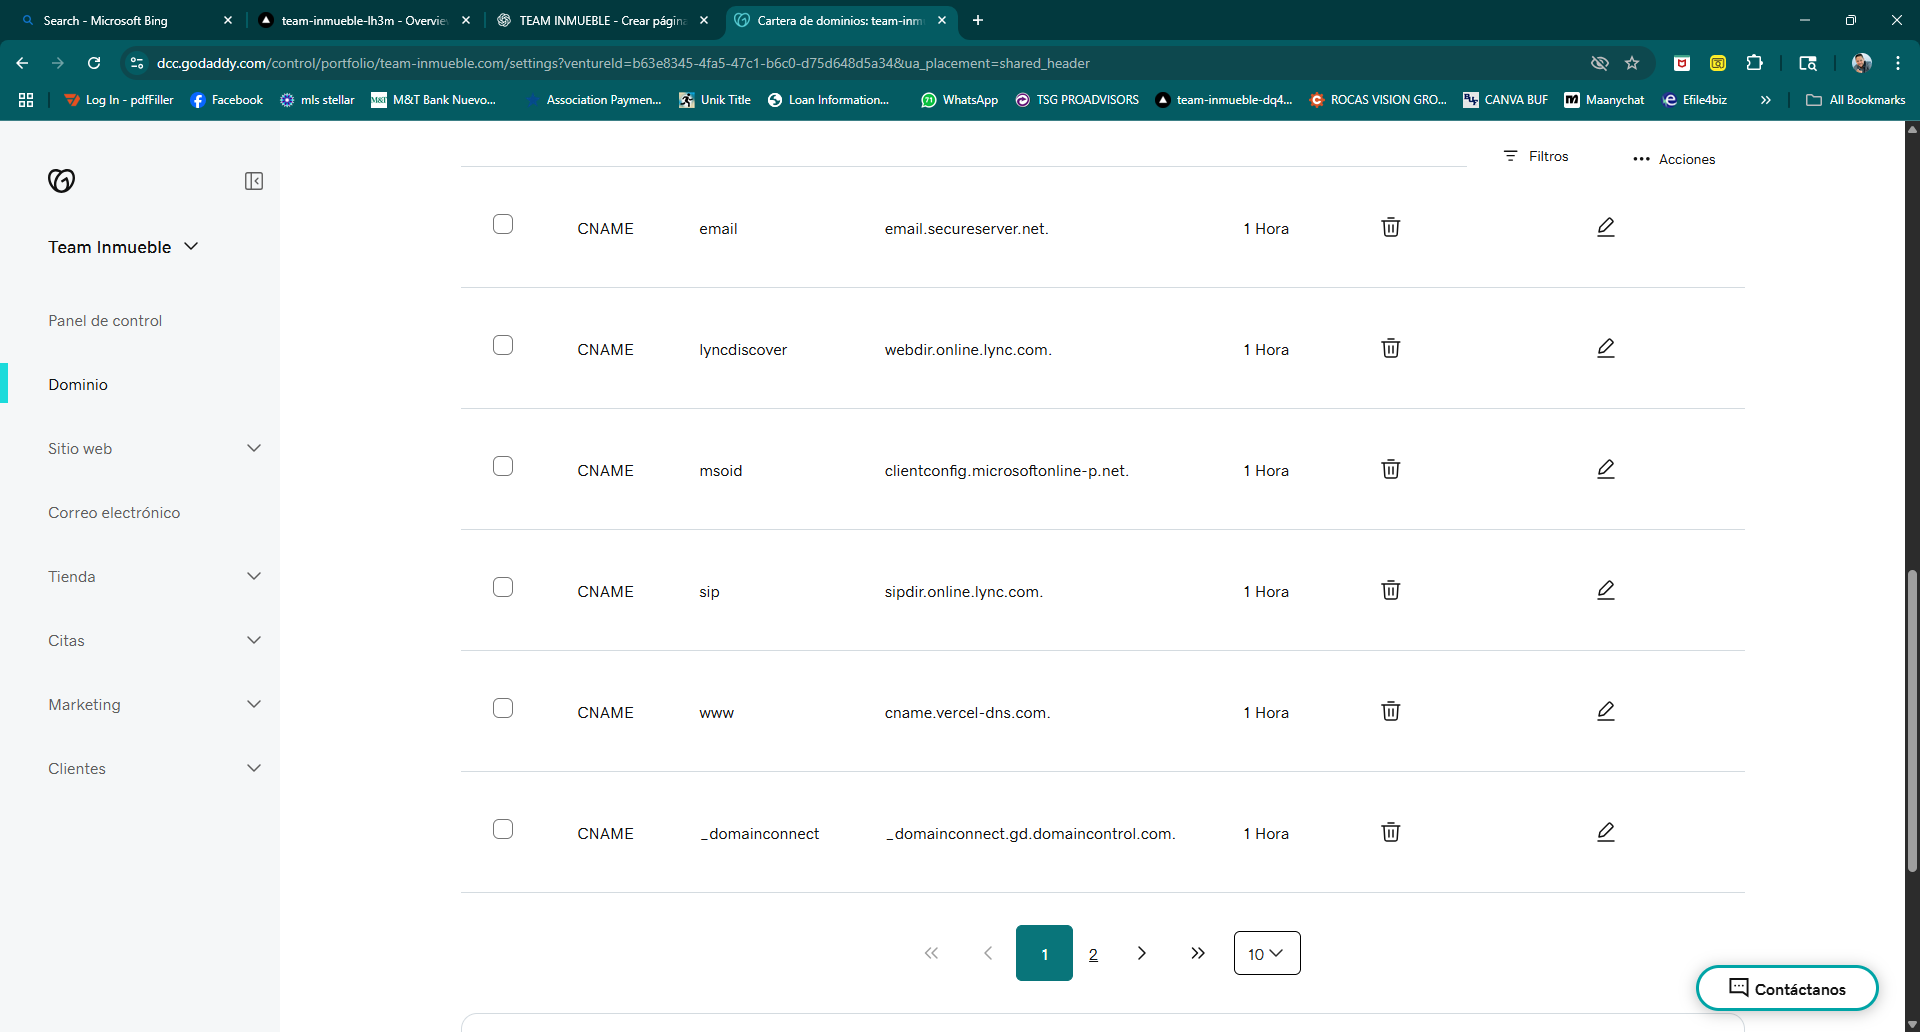 Search - Microsoft Bing
team-inmueble-lh3m - Overvie
TEAM INMUEBLE - Crear págin
Cartera de dominios: team-inm
dcc.godaddy.com/control/portfolio/team-inmueble.com/settings?ventureId=b63e8345-4fa5-47c1-b6c0-d75d648d5a34&ua_placement=shared_header
Log In - pdfFiller
Facebook
mls stellar
M&T Bank Nuevo...
Association Paymen...
Unik Title
Loan Information...
WhatsApp
TSG PROADVISORS
team-inmueble-dq4...
ROCAS VISION GRO...
CANVA BUF
Maanychat
Efile4biz
All Bookmarks
Team Inmueble
Panel de control
Dominio
Sitio web
Correo electrónico
Tienda
Citas
Marketing
Clientes
Filtros
Acciones
CNAME email email.secureserver.net. 1 Hora
CNAME lyncdiscover webdir.online.lync.com. 1 Hora
CNAME msoid clientconfig.microsoftonline-p.net. 1 Hora
CNAME sip sipdir.online.lync.com. 1 Hora
CNAME www cname.vercel-dns.com. 1 Hora
CNAME _domainconnect _domainconnect.gd.domaincontrol.com. 1 Hora
1 2 10
Contáctanos